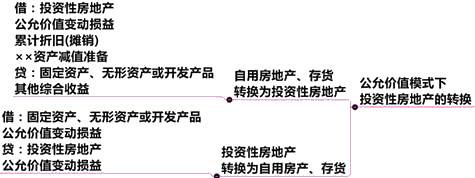 借：投资性房地产
公允价值变动损益
累计折旧(摊销)
××资产减值准备
贷：固定资产、无形资产或开发产品
其他综合收益
自用房地产、存货
转换为投资性房地产
公允价值模式下
投资性房地产的转换
借：固定资产、无形资产或开发产品
公允价值变动损益
贷：投资性房地产
公允价值变动损益
投资性房地产
转换为自用房产、存货